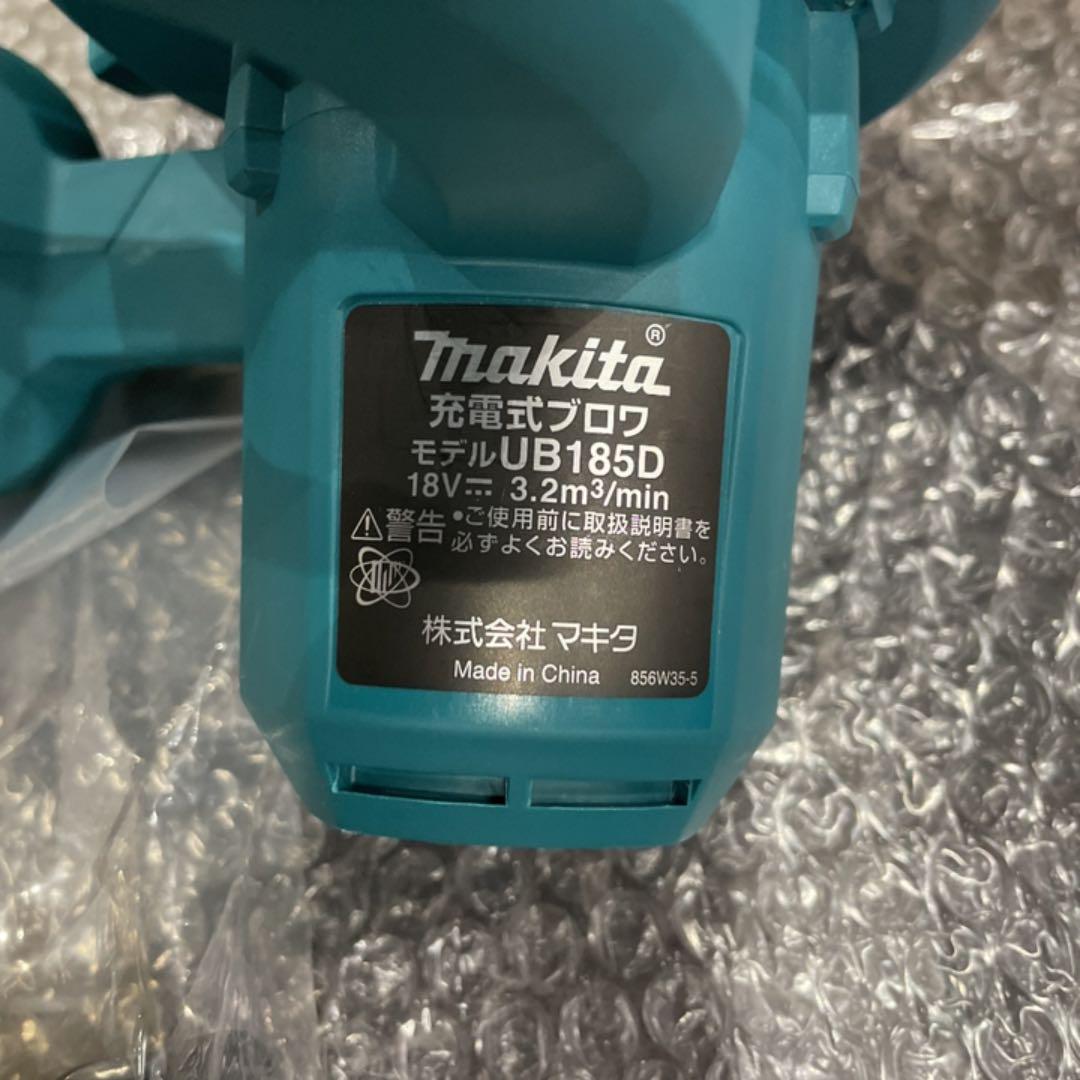 makita®
充電式ブロワ
モデルUB185D
18V⎓ 3.2m³/min
⚠警告 •ご使用前に取扱説明書を
必ずよくお読みください。
株式会社 マキタ
Made in China 856W35-5